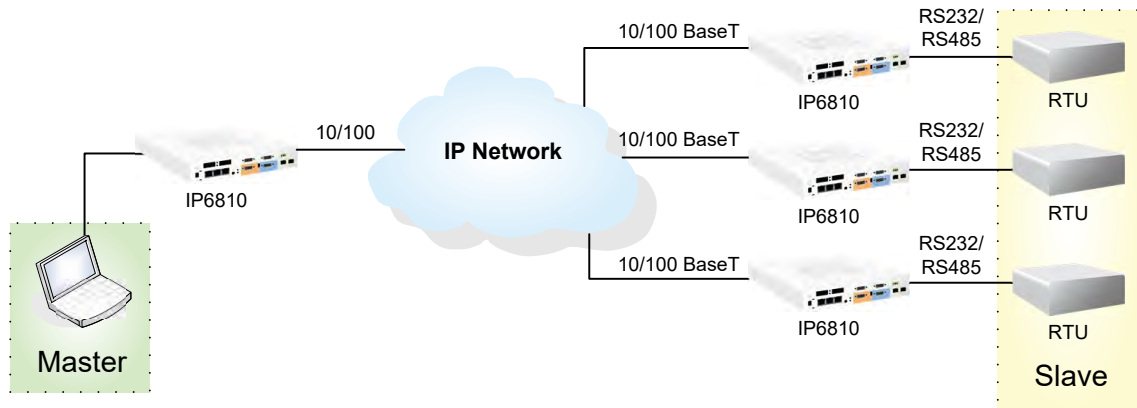 10/100 BaseT
RS232/
RS485
IP6810
RTU
10/100
IP Network
10/100 BaseT
RS232/
RS485
IP6810
IP6810
RTU
10/100 BaseT
RS232/
RS485
IP6810
RTU
Master
Slave